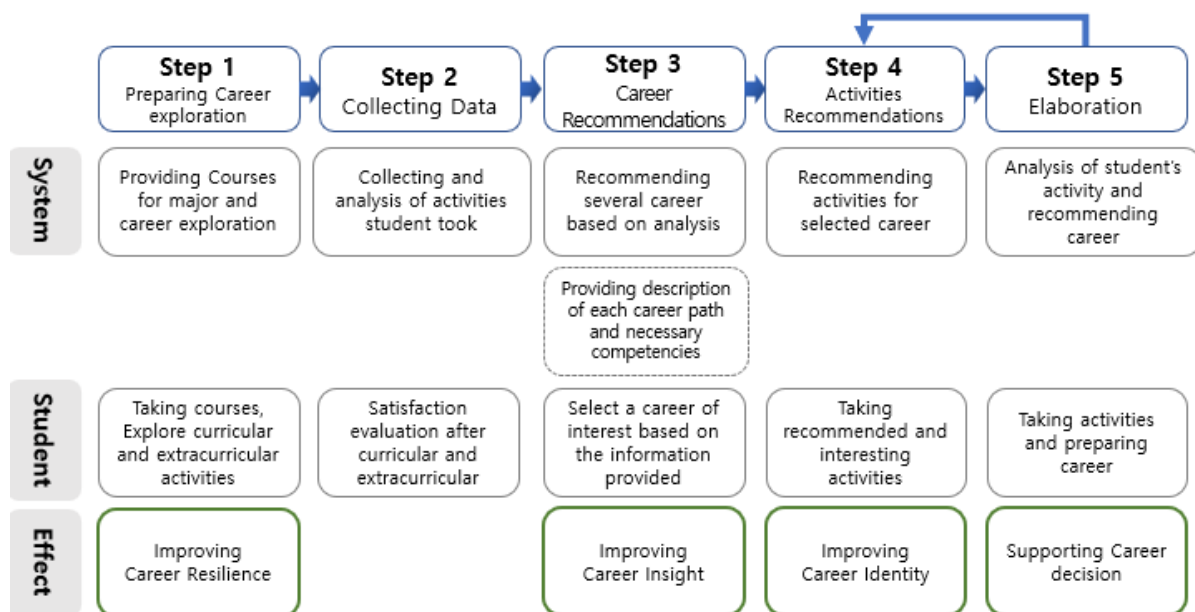 Step 1
Preparing Career
exploration
Step 2
Collecting Data
Step 3
Career
Recommendations
Step 4
Activities
Recommendations
Step 5
Elaboration
System
Providing Courses
for major and
career exploration
Collecting and
analysis of activities
student took
Recommending
several career
based on analysis
Recommending
activities for
selected career
Analysis of student's
activity and
recommending
career
Providing description
of each career path
and necessary
competencies
Student
Taking courses,
Explore curricular
and extracurricular
activities
Satisfaction
evaluation after
curricular and
extracurricular
Select a career of
interest based on
the information
provided
Taking
recommended and
interesting
activities
Taking activities
and preparing
career
Effect
Improving
Career Resilience
Improving
Career Insight
Improving
Career Identity
Supporting Career
decision